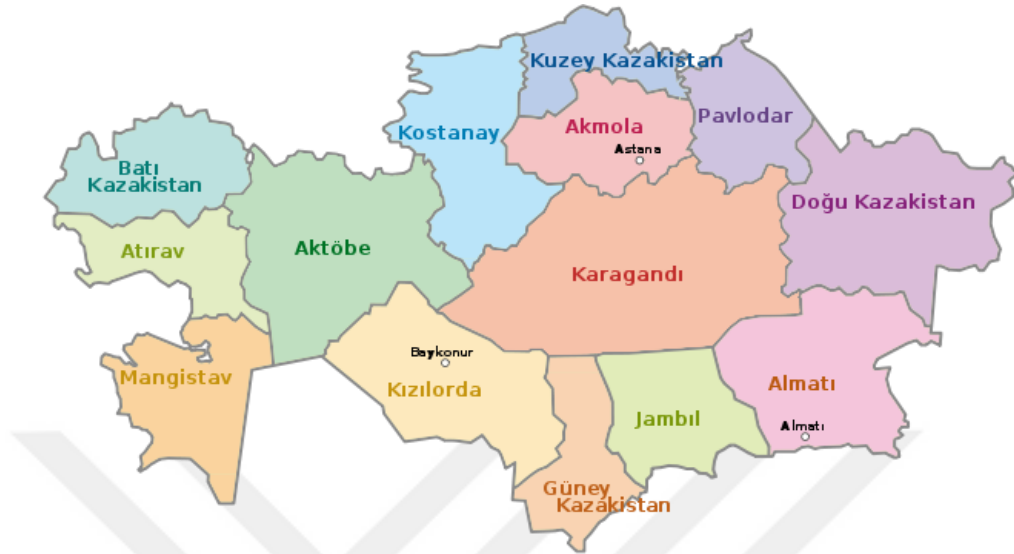 Kuzey Kazakistan
Pavlodar
Kostanay
Akmola
Astana
Batı
Kazakistan
Doğu Kazakistan
Atırav
Aktöbe
Karagandı
Baykonur
Mangistav
Kızılorda
Almatı
Jambıl
Almatı
Güney
Kazakistan